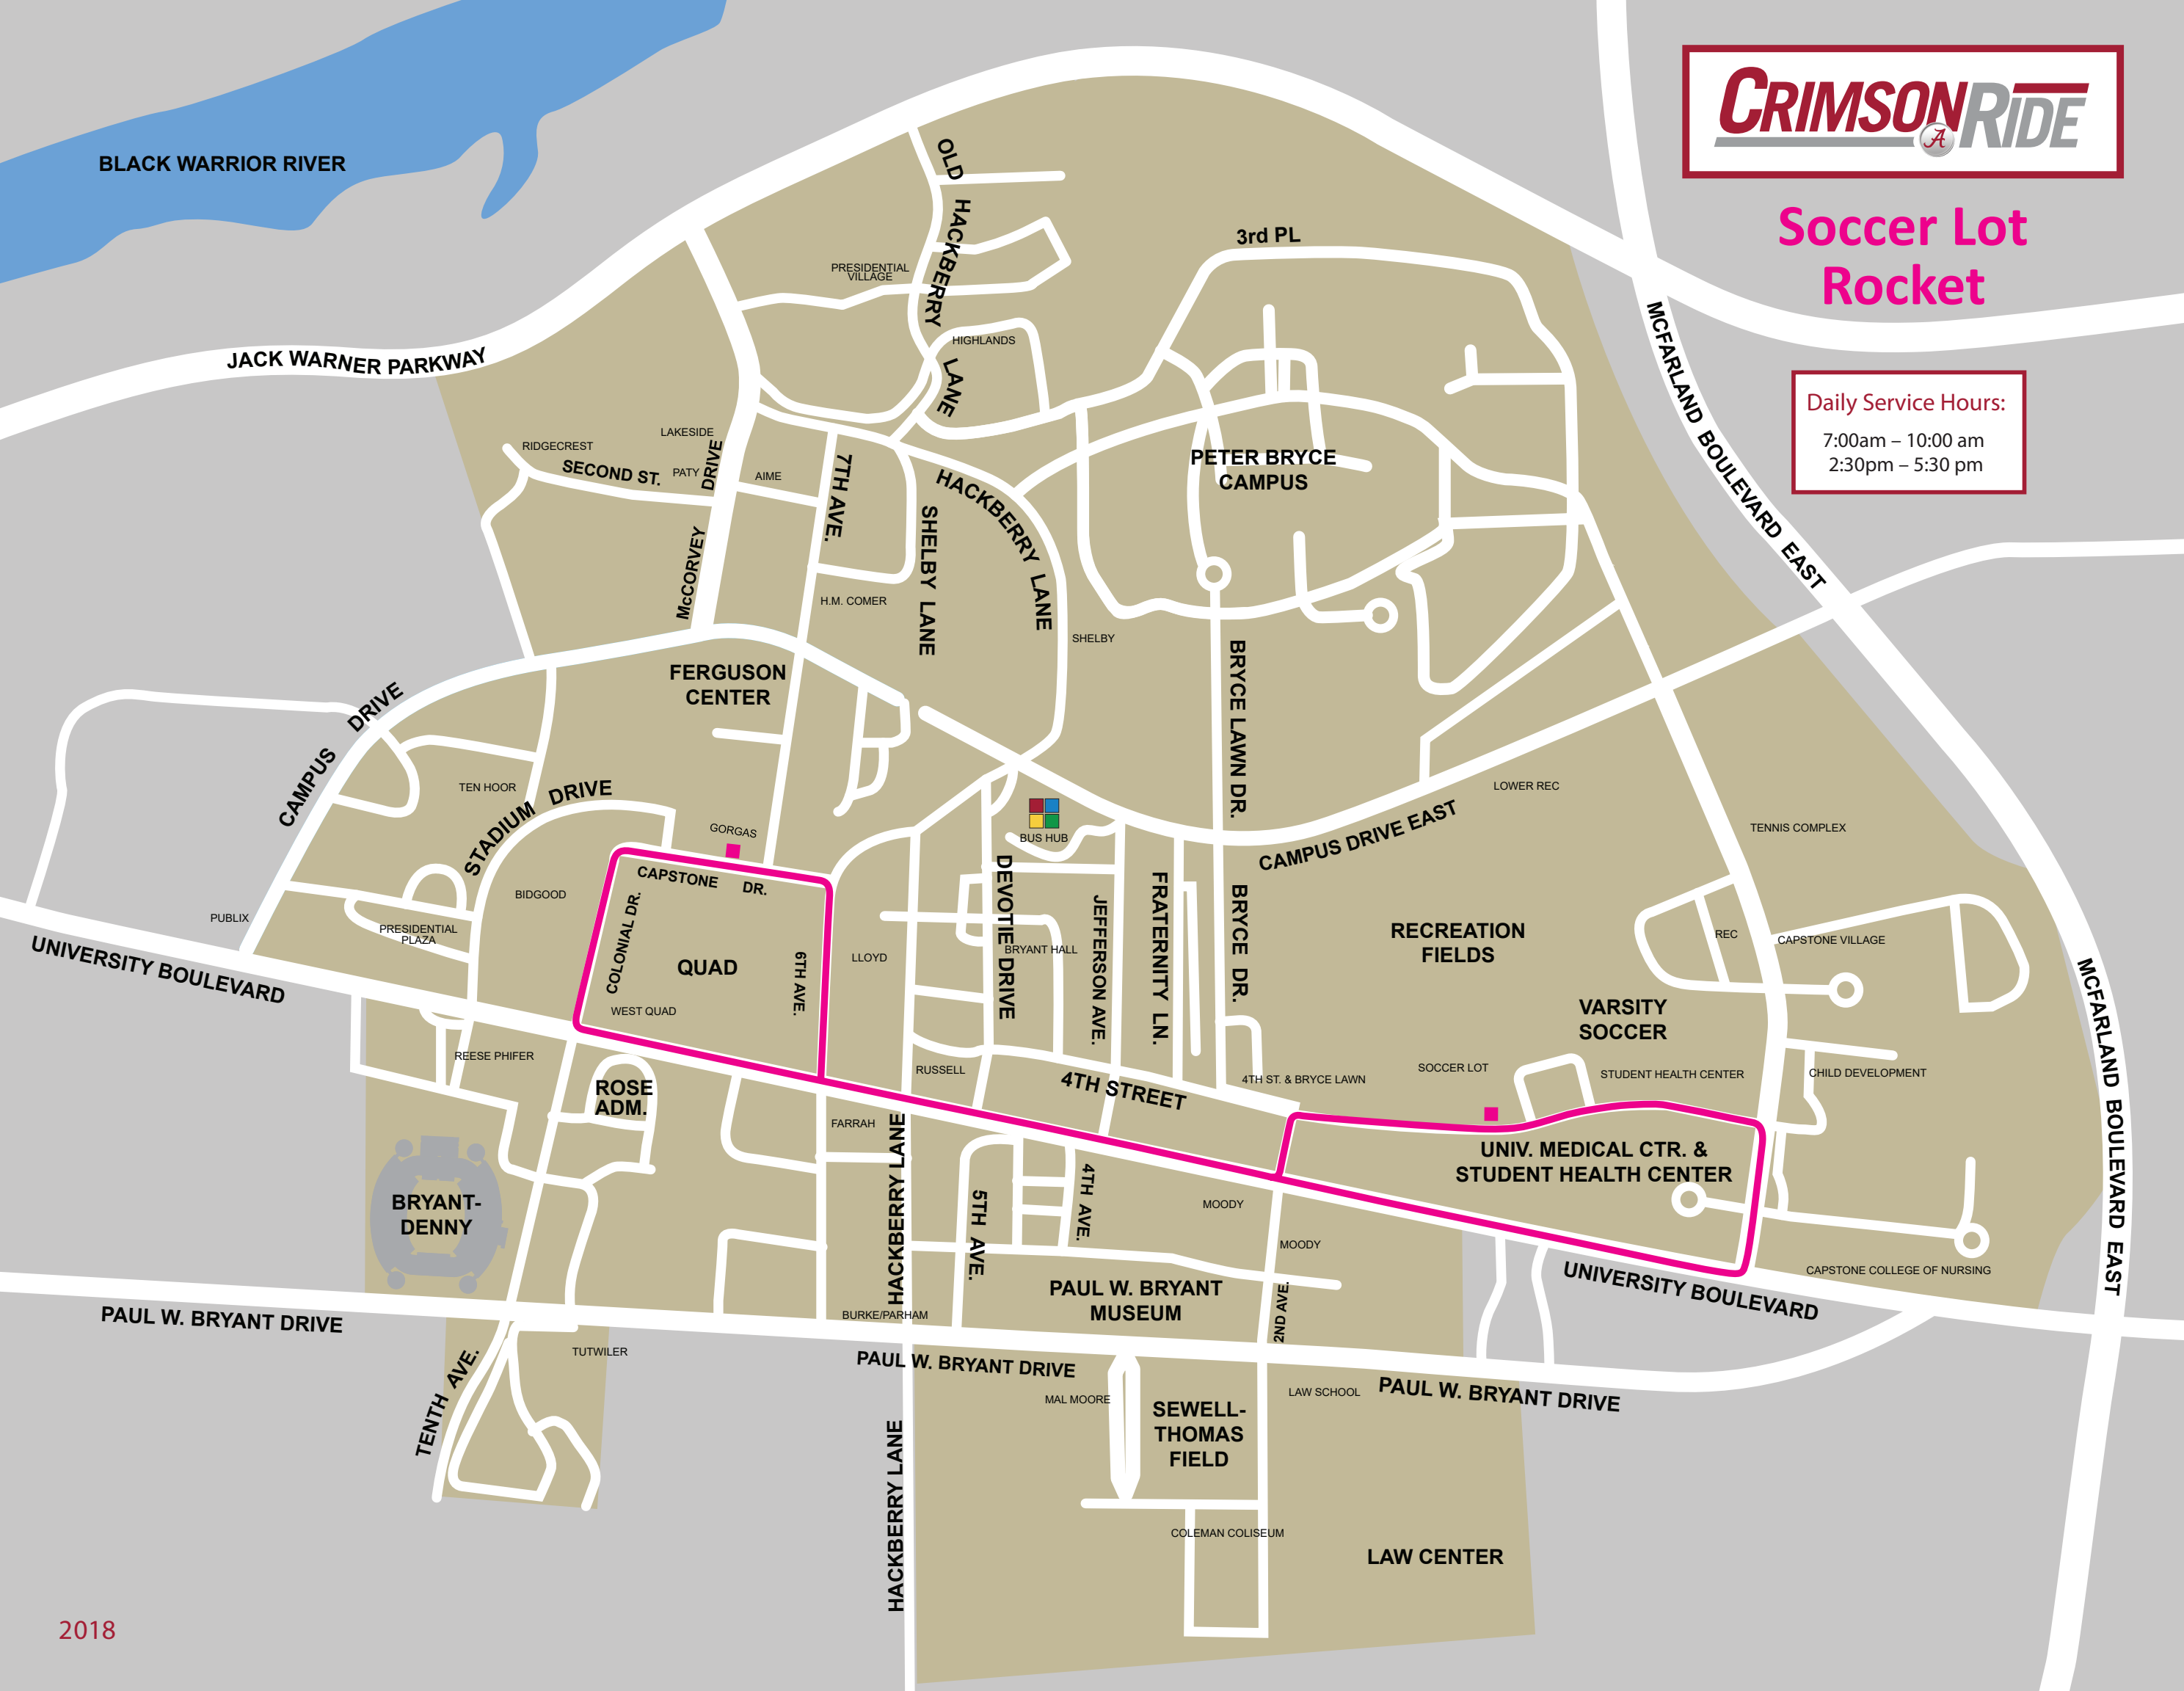 CRIMSONRIDE
A
Soccer Lot
Rocket
Daily Service Hours:
7:00am – 10:00 am
2:30pm – 5:30 pm
BLACK WARRIOR RIVER
JACK WARNER PARKWAY
OLD HACKBERRY LANE
3rd PL
PRESIDENTIAL
VILLAGE
HIGHLANDS
MCFARLAND BOULEVARD EAST
RIDGECREST
LAKESIDE
SECOND ST.
PATY
McCORVEY DRIVE
AIME
7TH AVE.
HACKBERRY LANE
SHELBY LANE
PETER BRYCE
CAMPUS
H.M. COMER
SHELBY
FERGUSON
CENTER
CAMPUS DRIVE
BRYCE LAWN DR.
TEN HOOR
STADIUM DRIVE
GORGAS
BUS HUB
CAMPUS DRIVE EAST
LOWER REC
TENNIS COMPLEX
CAPSTONE DR.
BIDGOOD
COLONIAL DR.
PUBLIX
PRESIDENTIAL
PLAZA
QUAD
6TH AVE.
LLOYD
DEVOTIE DRIVE
BRYANT HALL
JEFFERSON AVE.
FRATERNITY LN.
BRYCE DR.
RECREATION
FIELDS
REC
CAPSTONE VILLAGE
UNIVERSITY BOULEVARD
WEST QUAD
VARSITY
SOCCER
MCFARLAND BOULEVARD EAST
REESE PHIFER
RUSSELL
4TH STREET
4TH ST. & BRYCE LAWN
SOCCER LOT
STUDENT HEALTH CENTER
CHILD DEVELOPMENT
ROSE
ADM.
FARRAH
HACKBERRY LANE
UNIV. MEDICAL CTR. &
STUDENT HEALTH CENTER
BRYANT-
DENNY
5TH AVE.
4TH AVE.
MOODY
MOODY
CAPSTONE COLLEGE OF NURSING
UNIVERSITY BOULEVARD
PAUL W. BRYANT
MUSEUM
2ND AVE.
BURKE/PARHAM
PAUL W. BRYANT DRIVE
TUTWILER
TENTH AVE.
PAUL W. BRYANT DRIVE
MAL MOORE
LAW SCHOOL
PAUL W. BRYANT DRIVE
SEWELL-
THOMAS
FIELD
HACKBERRY LANE
COLEMAN COLISEUM
LAW CENTER
2018